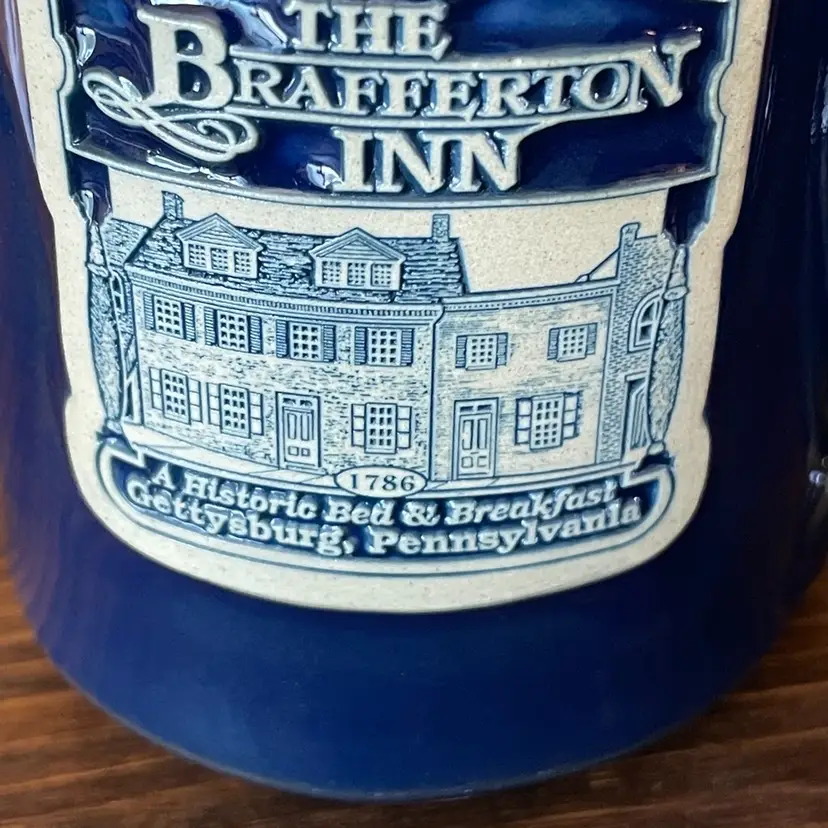 THE
BRAFFERTON
INN
1786
A Historic Bed & Breakfast
Gettysburg, Pennsylvania